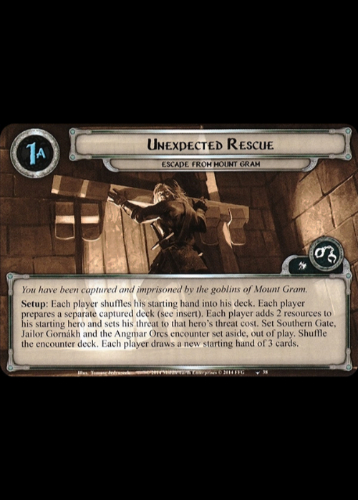 1A
UNEXPECTED RESCUE
ESCAPE FROM MOUNT GRAM
You have been captured and imprisoned by the goblins of Mount Gram.
Setup: Each player shuffles his starting hand into his deck. Each player
prepares a separate captured deck (see insert). Each player adds 2 resources to
his starting hero and sets his threat to that hero's threat cost. Set Southern Gate,
Jailor Gornákh and the Angmar Orcs encounter set aside, out of play. Shuffle
the encounter deck. Each player draws a new starting hand of 3 cards.
Enterprises © 2014 FFG